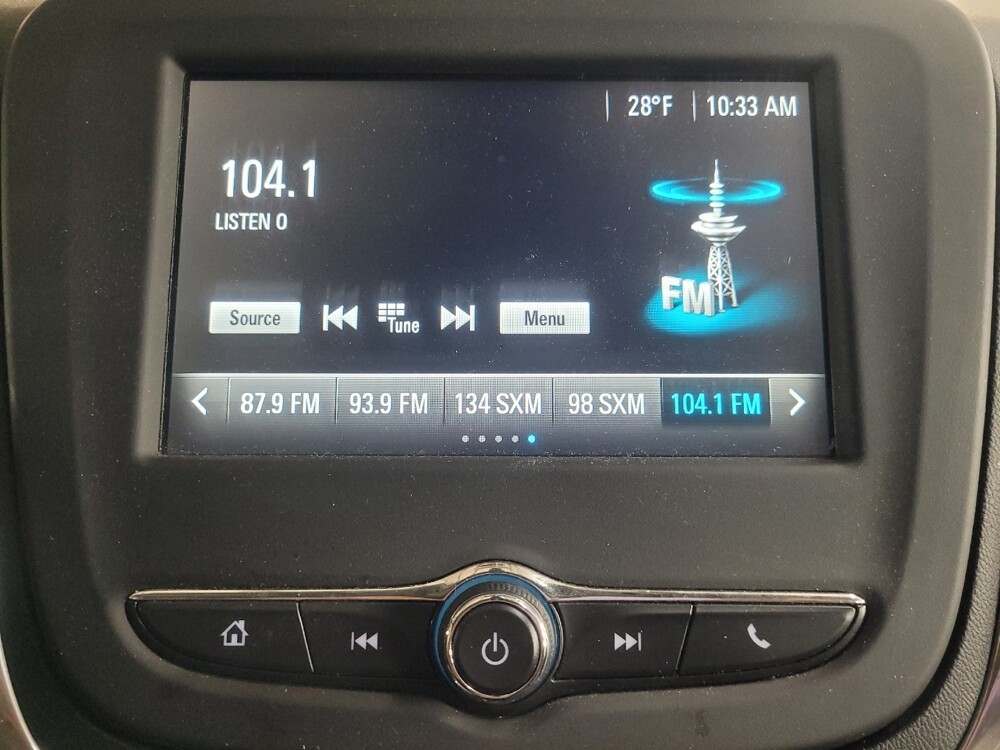 28°F 10:33 AM
104.1
LISTEN O
FM
Source Tune Menu
87.9 FM 93.9 FM 134 SXM 98 SXM 104.1 FM